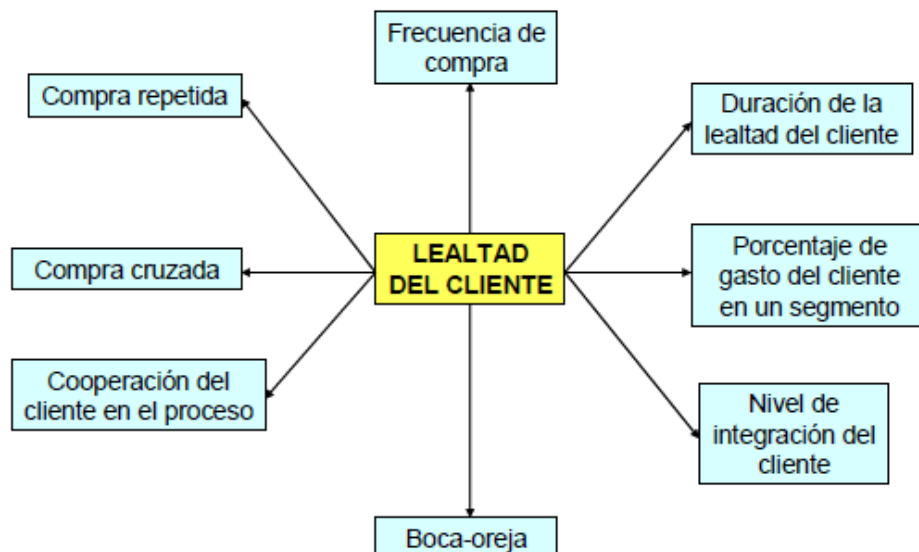 Frecuencia de
compra
Compra repetida
Duración de la
lealtad del cliente
LEALTAD
DEL CLIENTE
Compra cruzada
Porcentaje de
gasto del cliente
en un segmento
Cooperación del
cliente en el proceso
Nivel de
integración del
cliente
Boca-oreja